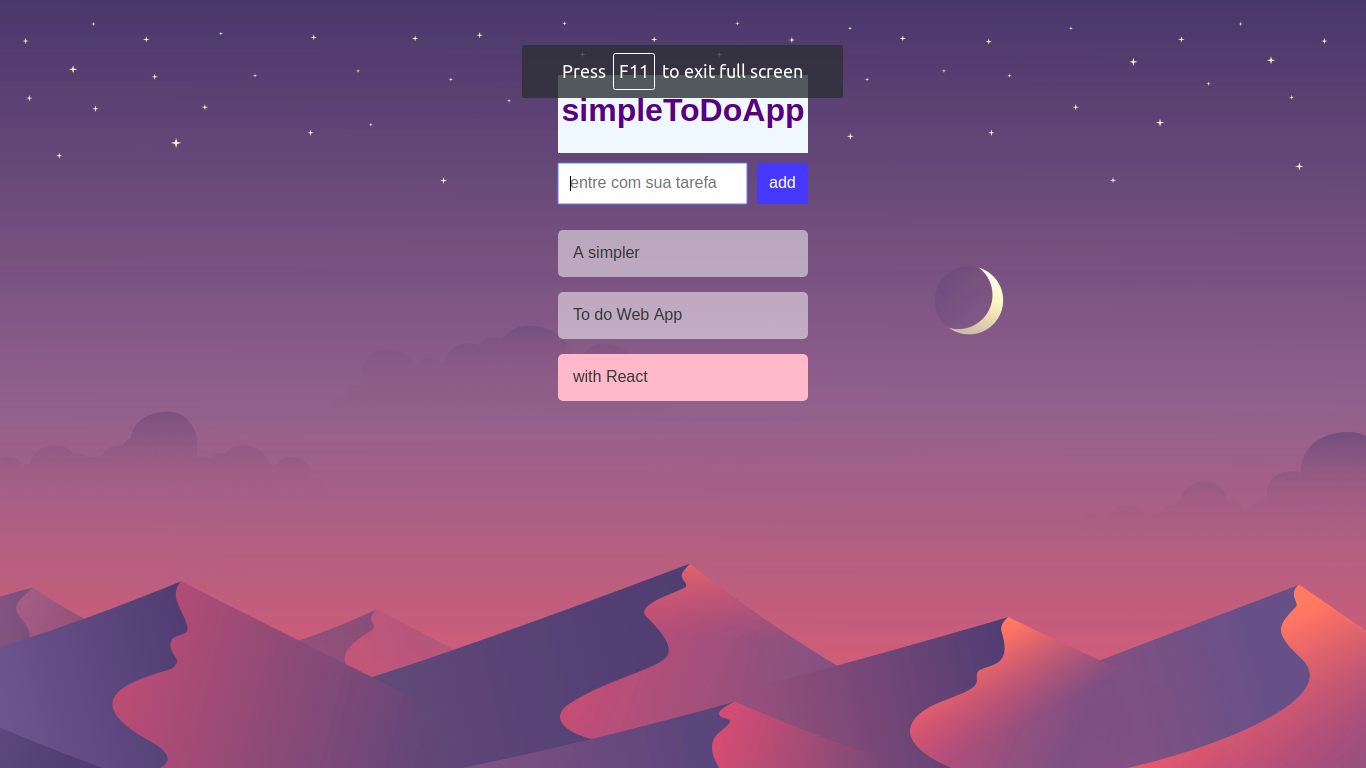 Press F11 to exit full screen
simpleToDoApp
entre com sua tarefa
add
A simpler
To do Web App
with React